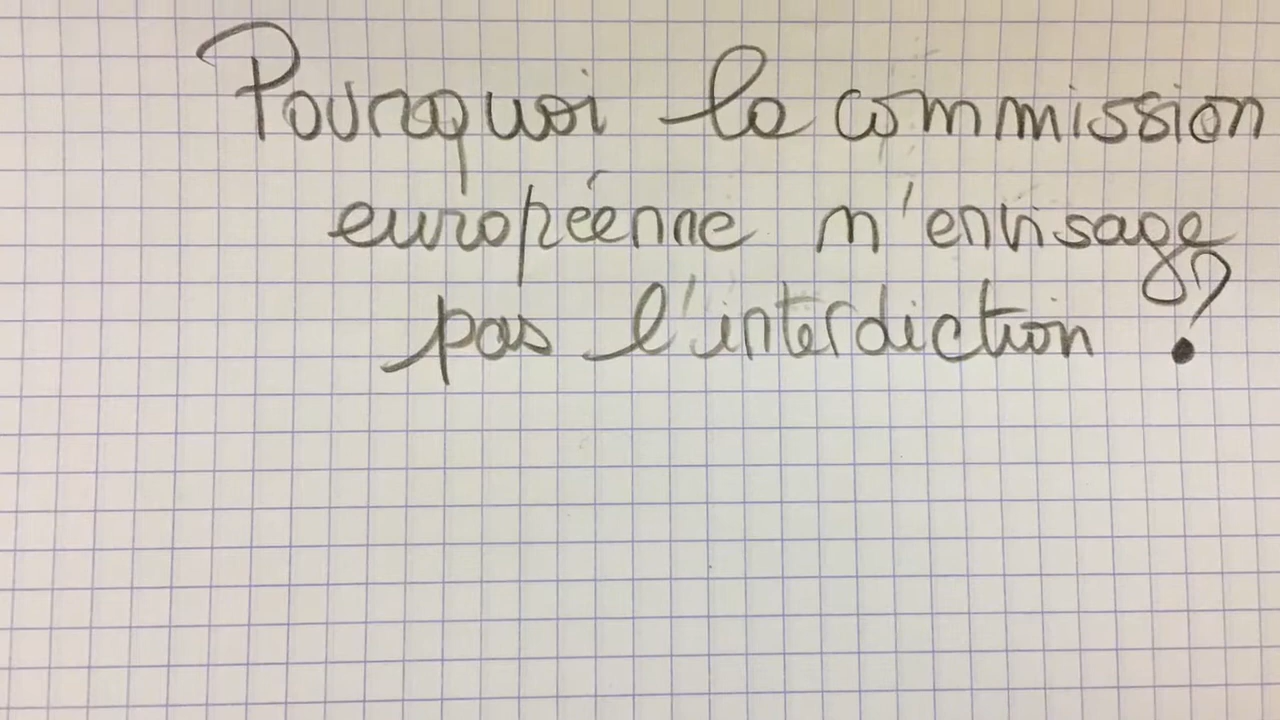 Pourquoi la commission
européenne n'envisage
pas l'interdiction ?